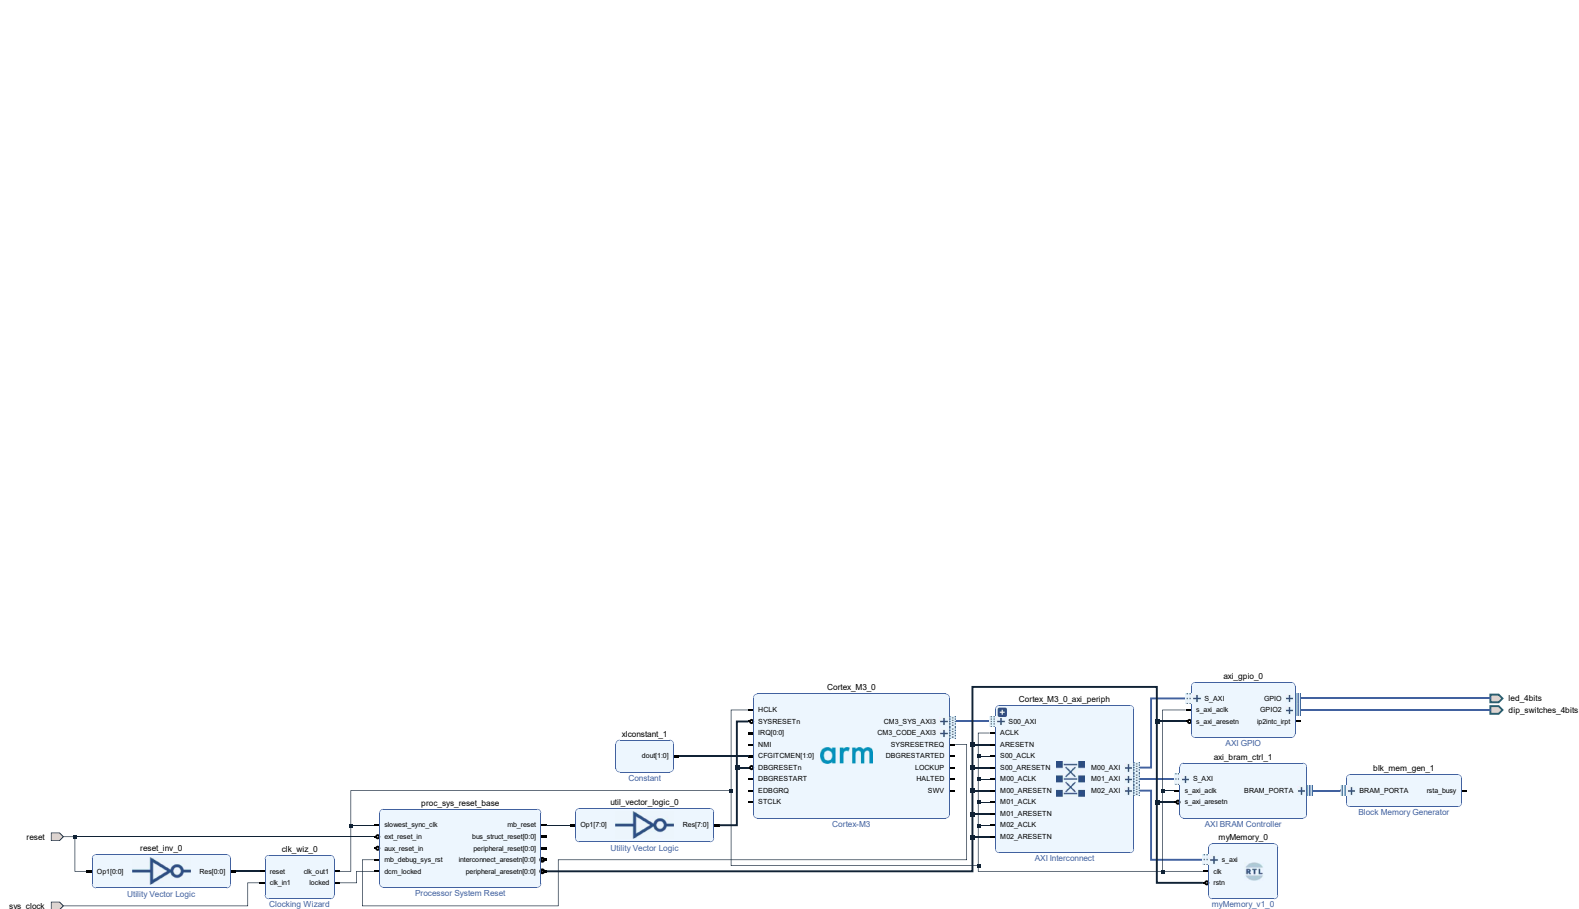 axi_gpio_0
S_AXI
s_axi_aclk
s_axi_aresetn
GPIO
GPIO2
ip2intc_irpt
AXI GPIO
led_4bits
dip_switches_4bits
Cortex_M3_0
HCLK
SYSRESETn
IRQ[0:0]
NMI
CFGITCMEN[1:0]
DBGRESETn
DBGRESTART
EDBGRQ
STCLK
arm
CM3_SYS_AXI3
CM3_CODE_AXI3
SYSRESETREQ
DBGRESTARTED
LOCKUP
HALTED
SWV
Cortex-M3
Cortex_M3_0_axi_periph
S00_AXI
ACLK
ARESETN
S00_ACLK
S00_ARESETN
M00_ACLK
M00_ARESETN
M01_ACLK
M01_ARESETN
M02_ACLK
M02_ARESETN
M00_AXI
M01_AXI
M02_AXI
AXI Interconnect
xlconstant_1
dout[1:0]
Constant
axi_bram_ctrl_1
S_AXI
s_axi_aclk
s_axi_aresetn
BRAM_PORTA
AXI BRAM Controller
blk_mem_gen_1
BRAM_PORTA
rsta_busy
Block Memory Generator
proc_sys_reset_base
slowest_sync_clk
ext_reset_in
aux_reset_in
mb_debug_sys_rst
dcm_locked
mb_reset
bus_struct_reset[0:0]
peripheral_reset[0:0]
interconnect_aresetn[0:0]
peripheral_aresetn[0:0]
Processor System Reset
util_vector_logic_0
Op1[7:0]
Res[7:0]
Utility Vector Logic
reset
reset_inv_0
Op1[0:0]
Res[0:0]
Utility Vector Logic
clk_wiz_0
reset
clk_in1
clk_out1
locked
Clocking Wizard
sys_clock
myMemory_0
s_axi
clk
rstn
RTL
myMemory_v1_0